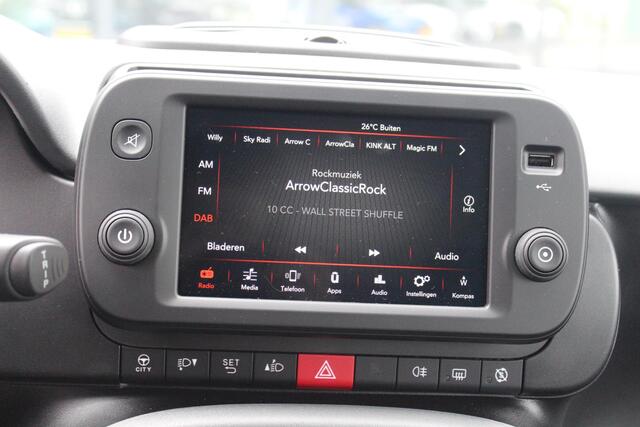 26°C Buiten
Willy Sky Radi Arrow C ArrowCla KINK ALT Magic FM
AM
FM
DAB
Rockmuziek
ArrowClassicRock
10 CC - WALL STREET SHUFFLE
Info
Bladeren Audio
Radio Media Telefoon Apps Audio Instellingen Kompas
W
TRIP
CITY
SET